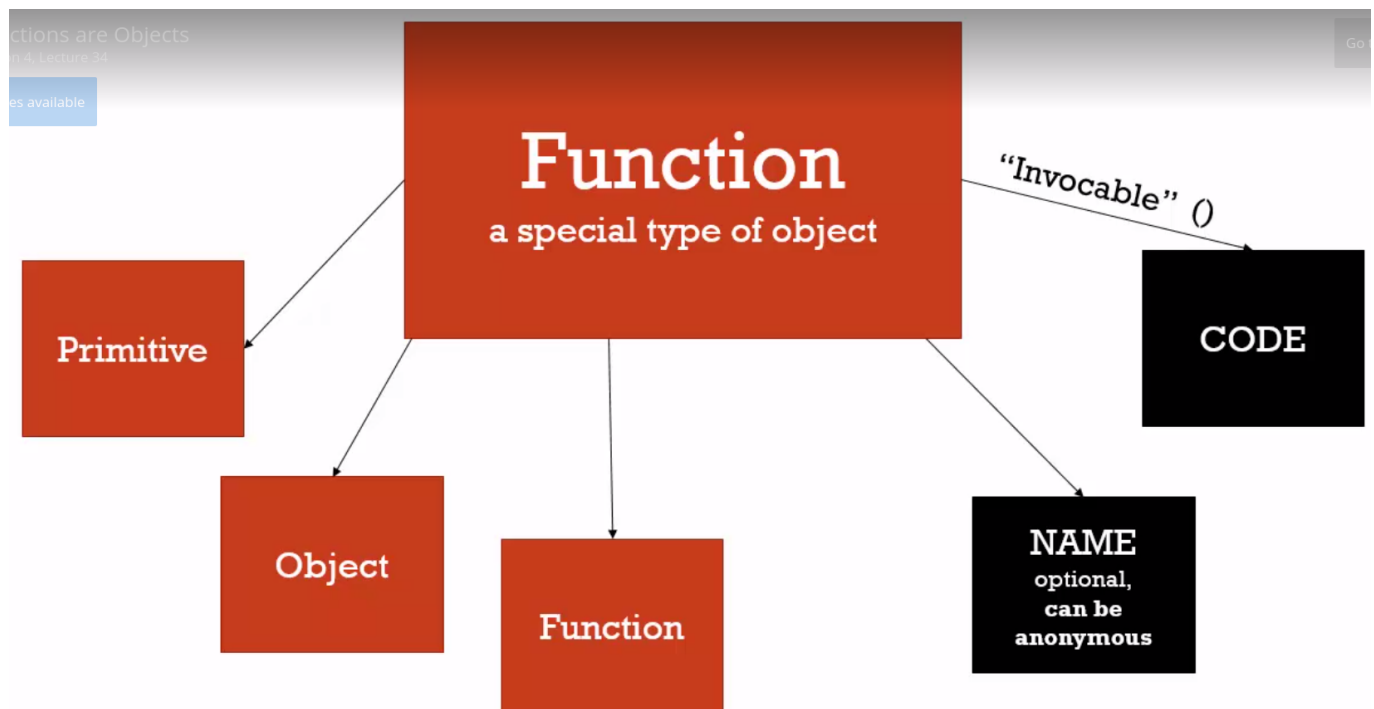 ctions are Objects
n 4, Lecture 34
Go
es available
Function
a special type of object
“Invocable” ()
Primitive
CODE
Object
NAME
optional,
can be
anonymous
Function